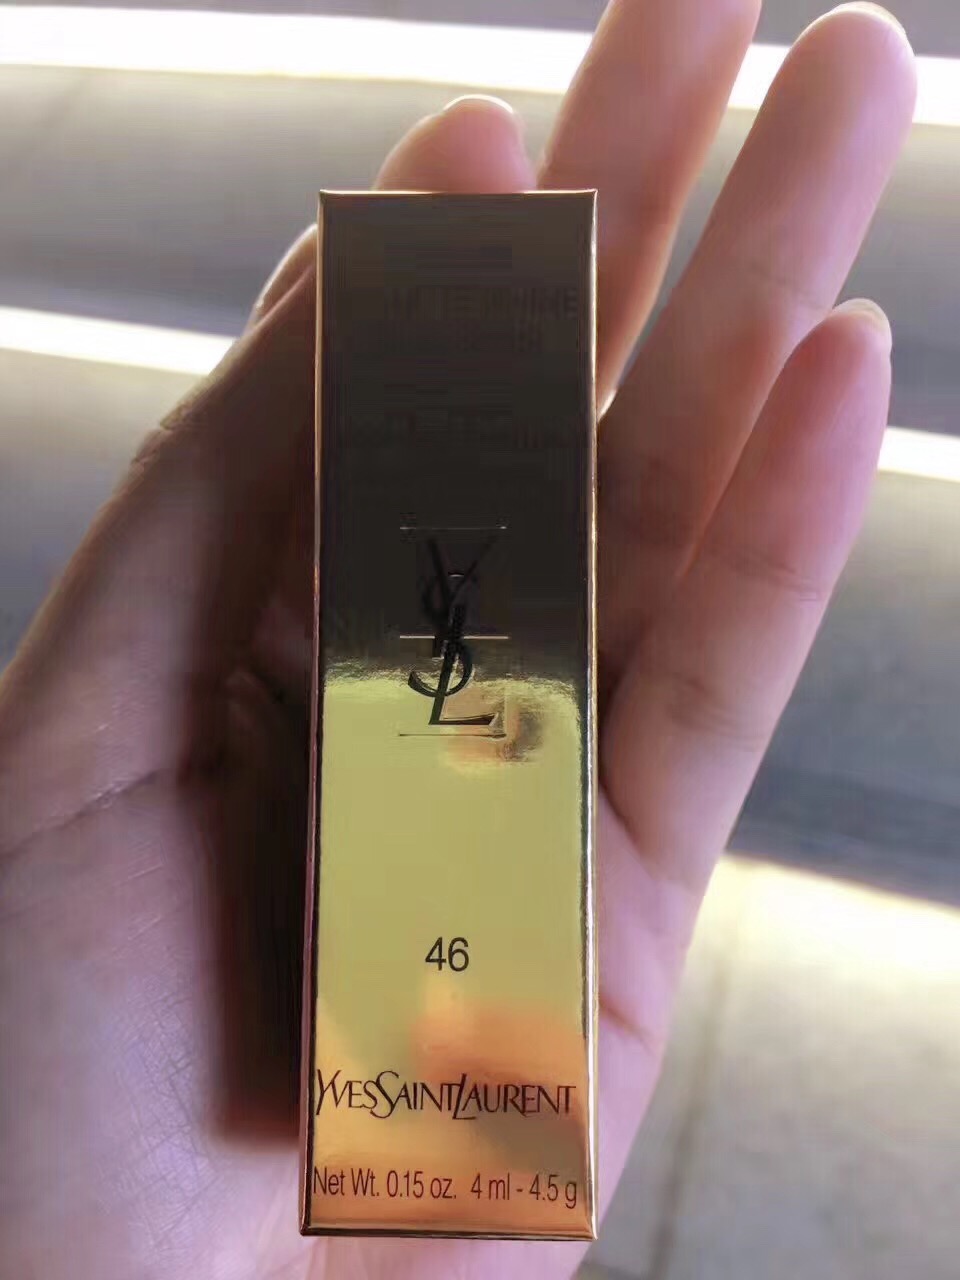 YSL
46
YVESSAINTLAURENT
Net Wt. 0.15 oz. 4 ml - 4.5 g